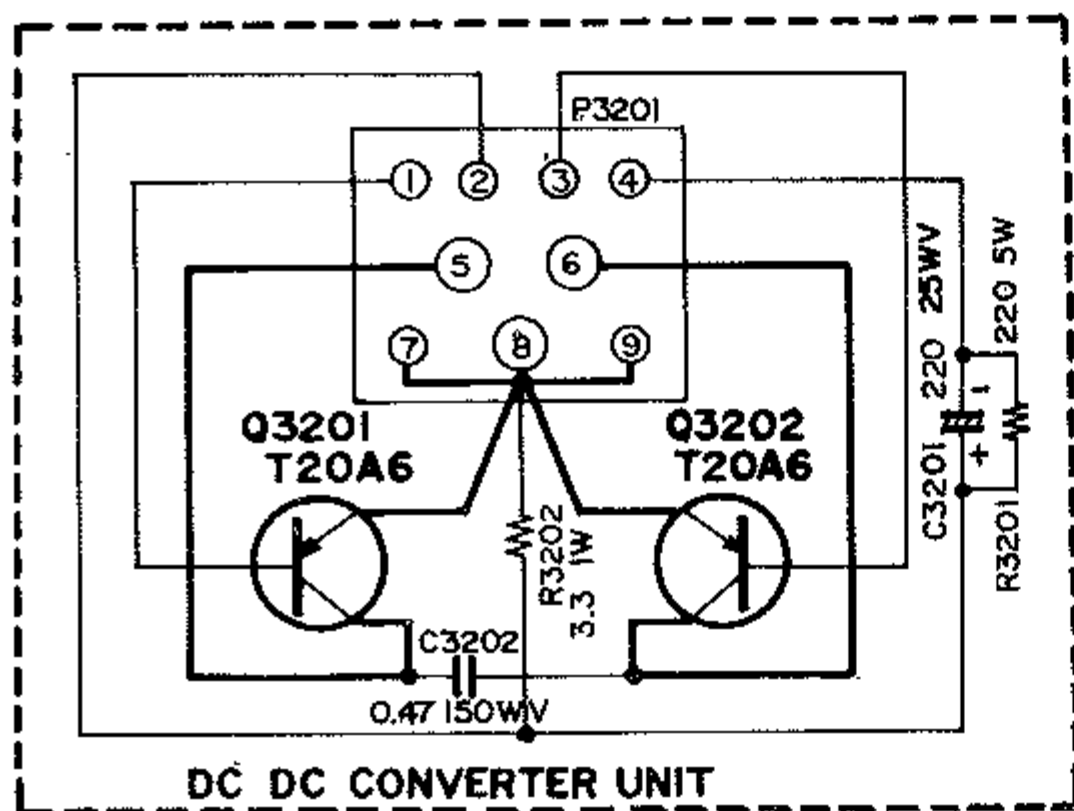 P3201
1 2 3 4
5 6
7 8 9
Q3201
T20A6
Q3202
T20A6
C3201 220 25WV
220 5W
R3201
R3202
3.3 1W
C3202
0.47 150WV
- +
DC DC CONVERTER UNIT